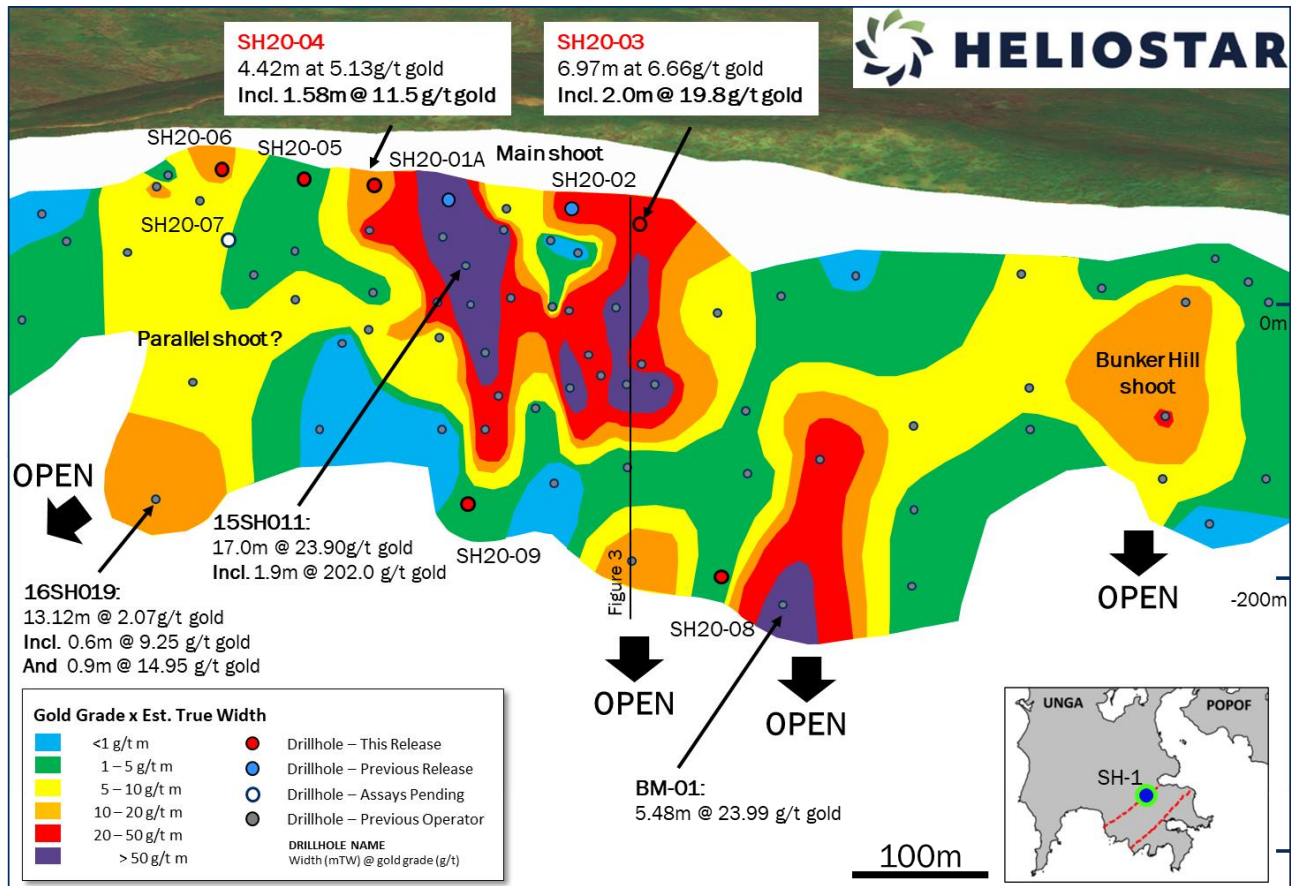 HELIOSTAR
SH20-04
4.42m at 5.13g/t gold
Incl. 1.58m @ 11.5 g/t gold
SH20-03
6.97m at 6.66g/t gold
Incl. 2.0m @ 19.8g/t gold
SH20-06
SH20-05
SH20-01A
Main shoot
SH20-02
SH20-07
0m
Parallel shoot ?
Bunker Hill
shoot
OPEN
15SH011:
17.0m @ 23.90g/t gold
Incl. 1.9m @ 202.0 g/t gold
SH20-09
Figure 3
16SH019:
13.12m @ 2.07g/t gold
Incl. 0.6m @ 9.25 g/t gold
And 0.9m @ 14.95 g/t gold
SH20-08
-200m
OPEN
OPEN
OPEN
BM-01:
5.48m @ 23.99 g/t gold
Gold Grade x Est. True Width
<1 g/t m
1 – 5 g/t m
5 – 10 g/t m
10 – 20 g/t m
20 – 50 g/t m
> 50 g/t m
Drillhole – This Release
Drillhole – Previous Release
Drillhole – Assays Pending
Drillhole – Previous Operator
DRILLHOLE NAME
Width (mTW) @ gold grade (g/t)
100m
UNGA
POPOF
SH-1